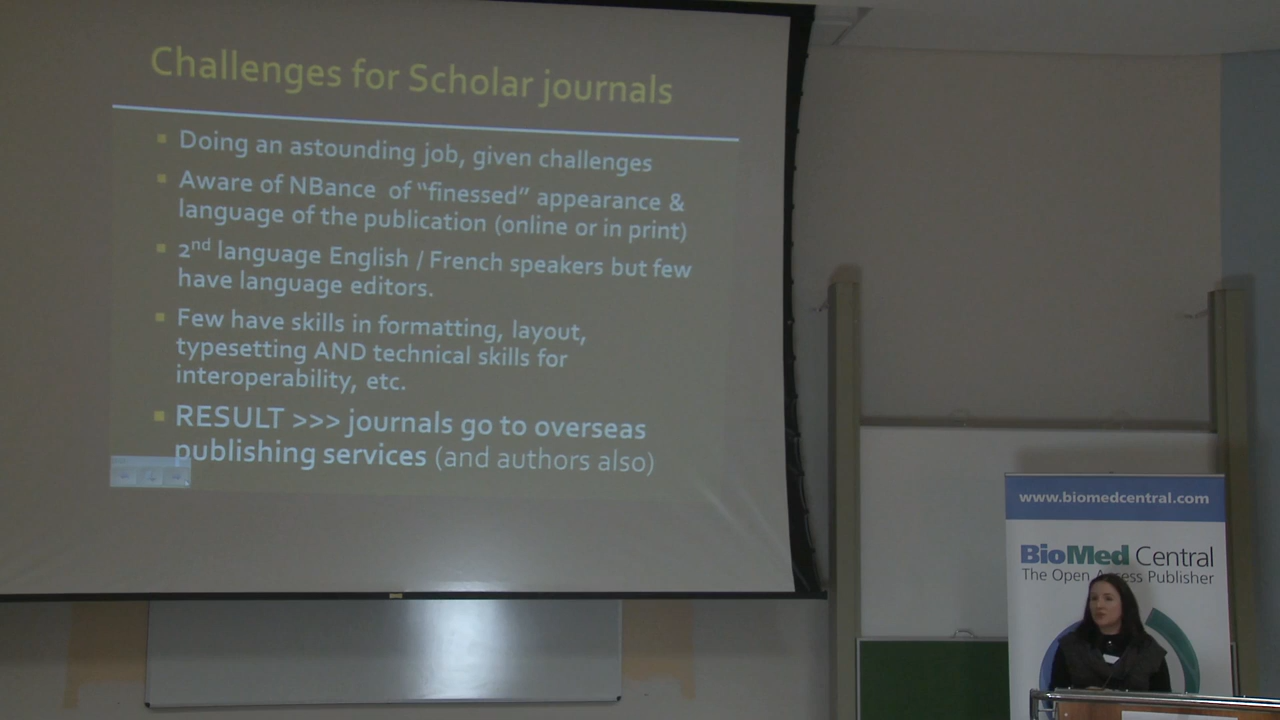 Challenges for Scholar journals
Doing an astounding job, given challenges
Aware of NBance of "finessed" appearance &
language of the publication (online or in print)
2nd language English / French speakers but few
have language editors.
Few have skills in formatting, layout,
typesetting AND technical skills for
interoperability, etc.
RESULT >>> journals go to overseas
publishing services (and authors also)
www.biomedcentral.com
BioMed Central
The Open Access Publisher